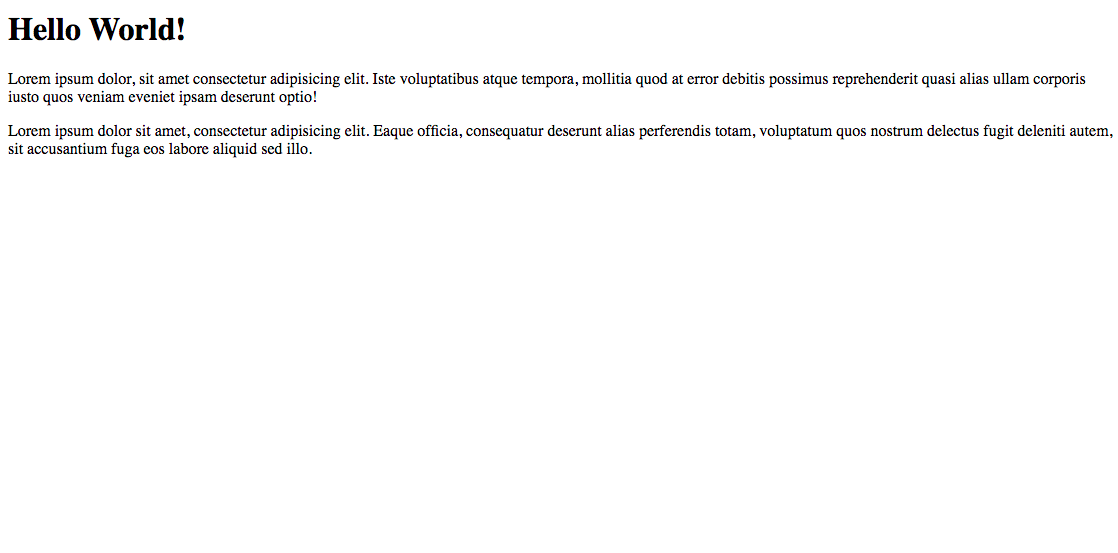 Hello World!
Lorem ipsum dolor, sit amet consectetur adipisicing elit. Iste voluptatibus atque tempora, mollitia quod at error debitis possimus reprehenderit quasi alias ullam corporis
iusto quos veniam eveniet ipsam deserunt optio!
Lorem ipsum dolor sit amet, consectetur adipisicing elit. Eaque officia, consequatur deserunt alias perferendis totam, voluptatum quos nostrum delectus fugit deleniti autem,
sit accusantium fuga eos labore aliquid sed illo.